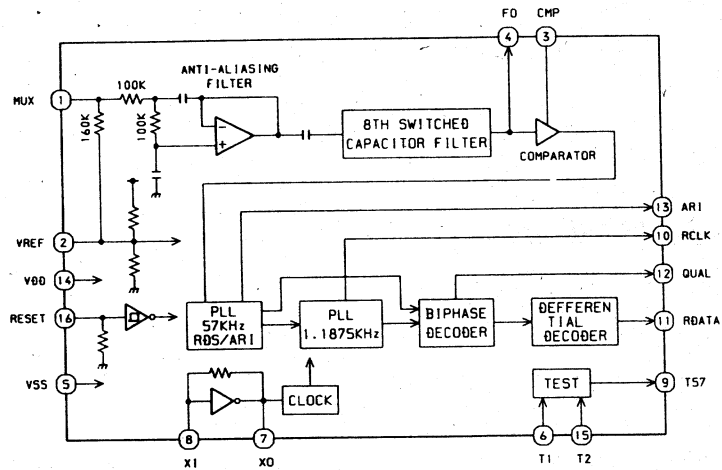 FO CMP
4 3
ANTI-ALIASING
FILTER
100K
MUX 1
160K
100K
-
+
8TH SWITCHED
CAPACITOR FILTER
COMPARATOR
13 ARI
VREF 2
10 RCLK
VDD 14
12 QUAL
RESET 16
PLL
57KHz
RDS/ARI
PLL
1.1875KHz
BIPHASE
DECODER
DEFFEREN
TIAL
DECODER
11 RDATA
VSS 5
CLOCK
TEST
9 T57
8 7
6 15
XI XO
T1 T2